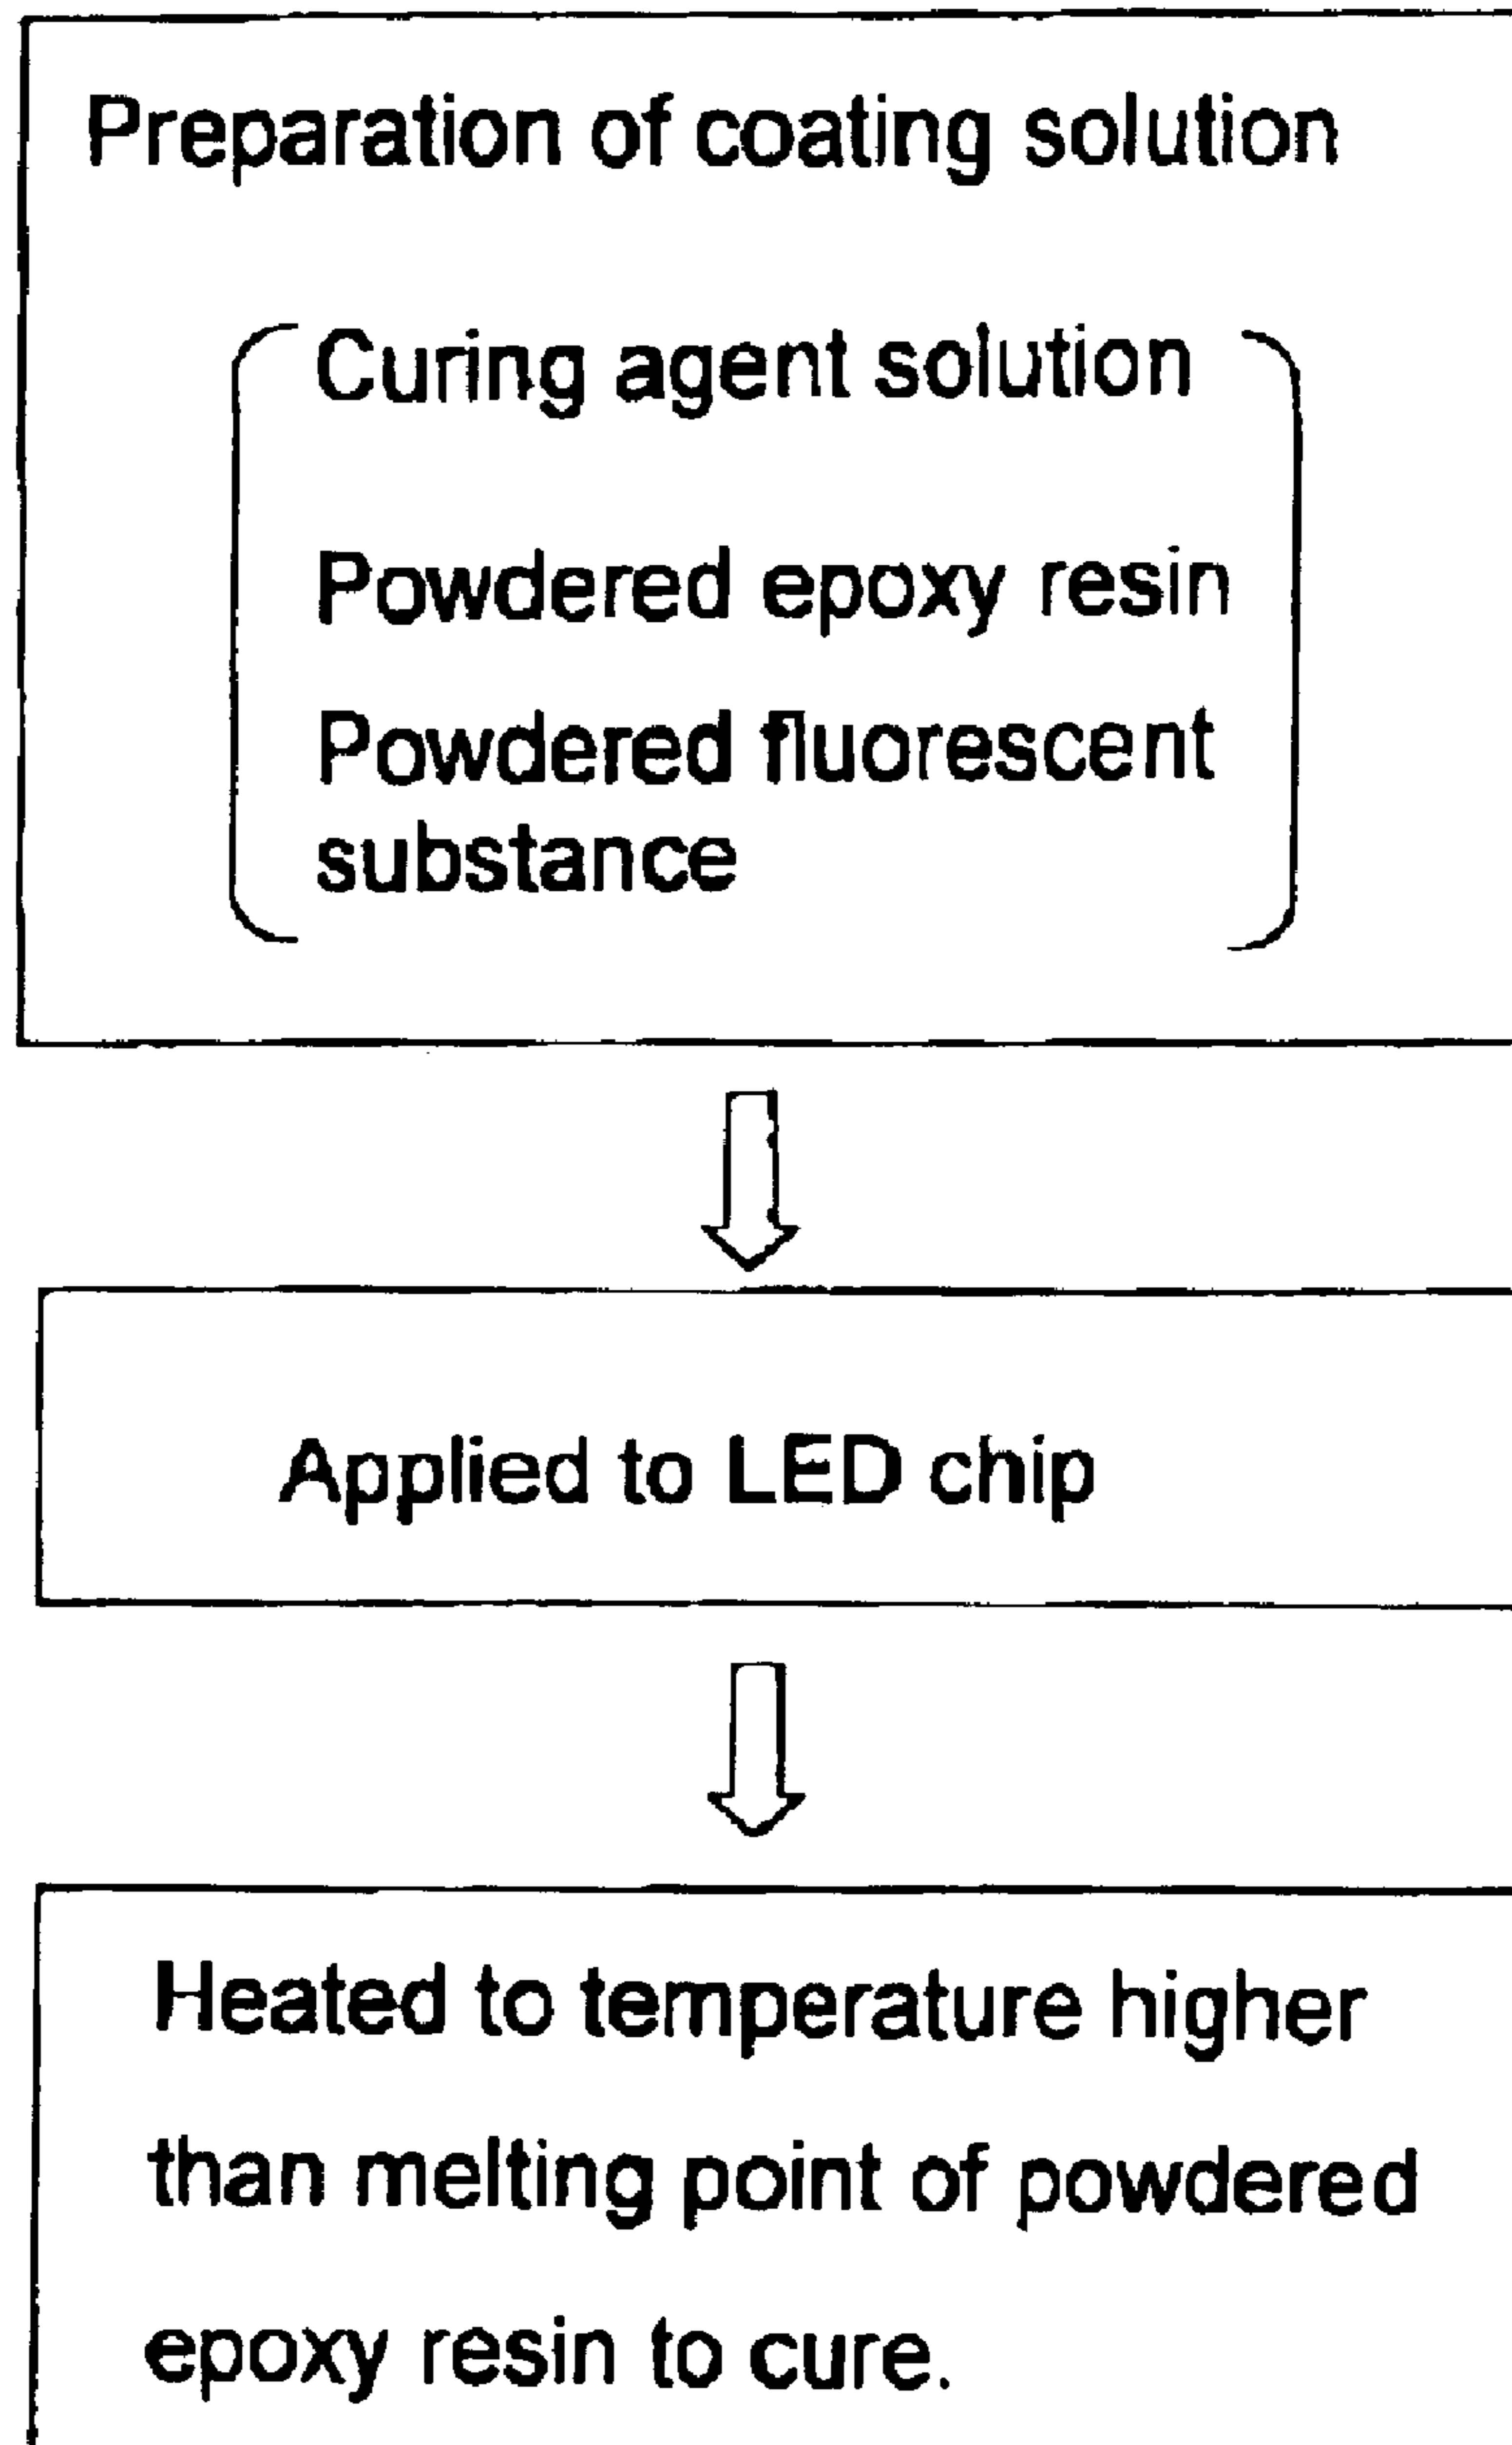 Preparation of coating solution
Curing agent solution
Powdered epoxy resin
Powdered fluorescent
substance
Applied to LED chip
Heated to temperature higher
than melting point of powdered
epoxy resin to cure.